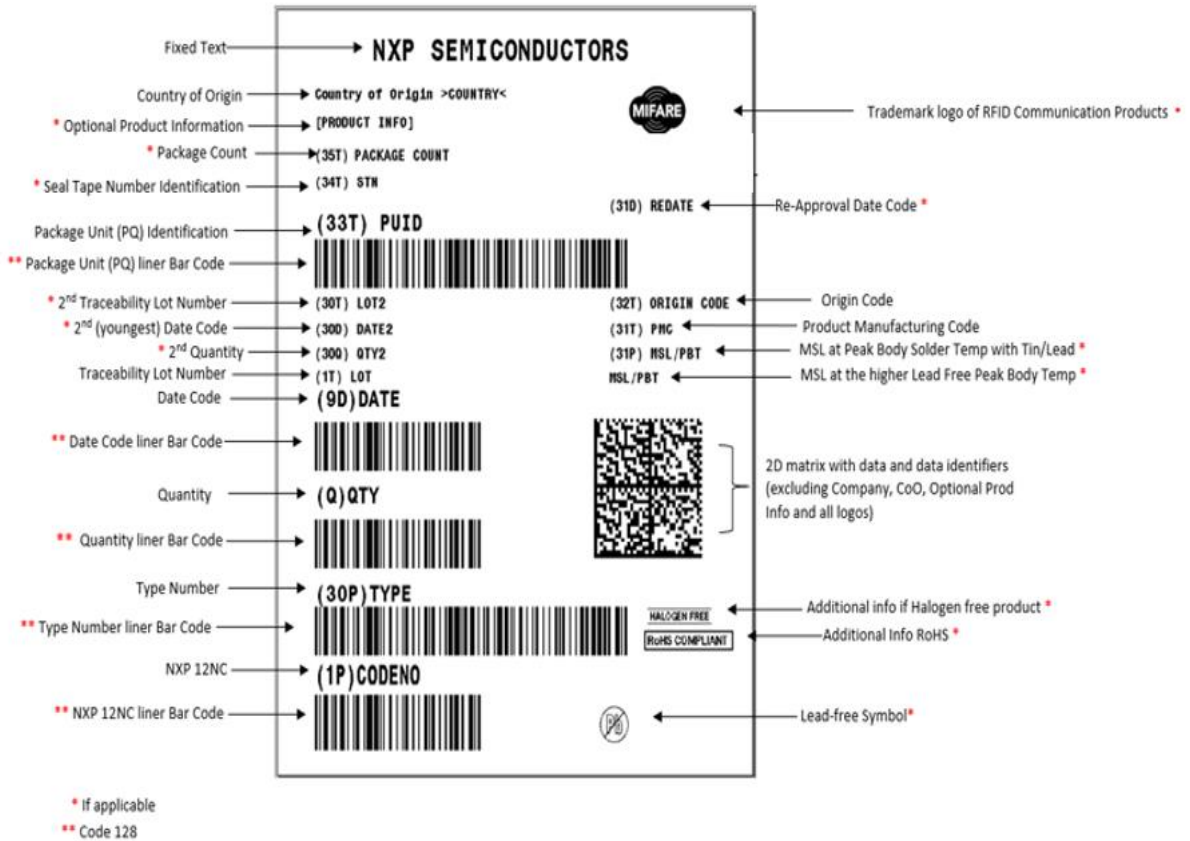 Fixed Text
NXP SEMICONDUCTORS
Country of Origin
Country of Origin >COUNTRY<
MIFARE
Trademark logo of RFID Communication Products *
* Optional Product Information
[PRODUCT INFO]
* Package Count
(35T) PACKAGE COUNT
* Seal Tape Number Identification
(34T) STN
(31D) REDATE
Re-Approval Date Code *
Package Unit (PQ) Identification
(33T) PUID
** Package Unit (PQ) liner Bar Code
* 2nd Traceability Lot Number
(30T) LOT2
(32T) ORIGIN CODE
Origin Code
* 2nd (youngest) Date Code
(30D) DATE2
(31T) PMC
Product Manufacturing Code
* 2nd Quantity
(30Q) QTY2
(31P) MSL/PBT
MSL at Peak Body Solder Temp with Tin/Lead *
Traceability Lot Number
(1T) LOT
MSL/PBT
MSL at the higher Lead Free Peak Body Temp *
Date Code
(9D)DATE
** Date Code liner Bar Code
2D matrix with data and data identifiers
(excluding Company, CoO, Optional Prod
Info and all logos)
Quantity
(Q)QTY
** Quantity liner Bar Code
Type Number
(30P)TYPE
HALOGEN FREE
Additional info if Halogen free product *
** Type Number liner Bar Code
RoHS COMPLIANT
Additional Info RoHS *
NXP 12NC
(1P)CODENO
** NXP 12NC liner Bar Code
Pb
Lead-free Symbol*
* If applicable
** Code 128